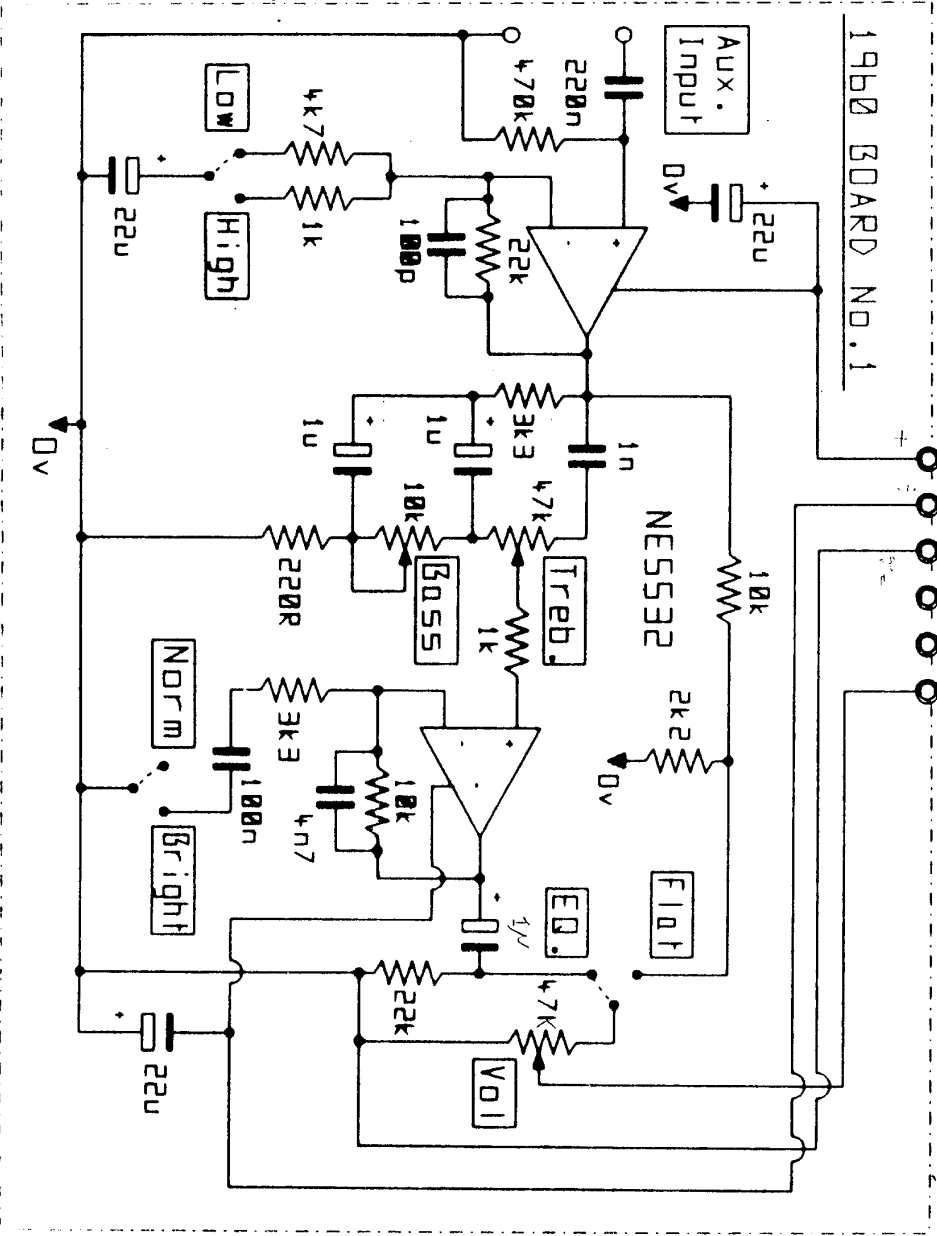 1960 BOARD No.1
+
22u
10k
Aux.
Input
0v
2k2
Flat
NE5532
0v
220n
1n
Treb.
EQ.
47k
47K
470k
22k
3k3
1k
1µ
Vol
100p
1u
10k
Bass
10k
22k
4k7
1k
1u
220R
3k3
4n7
Low
High
100n
Norm
Bright
22u
22u
0v